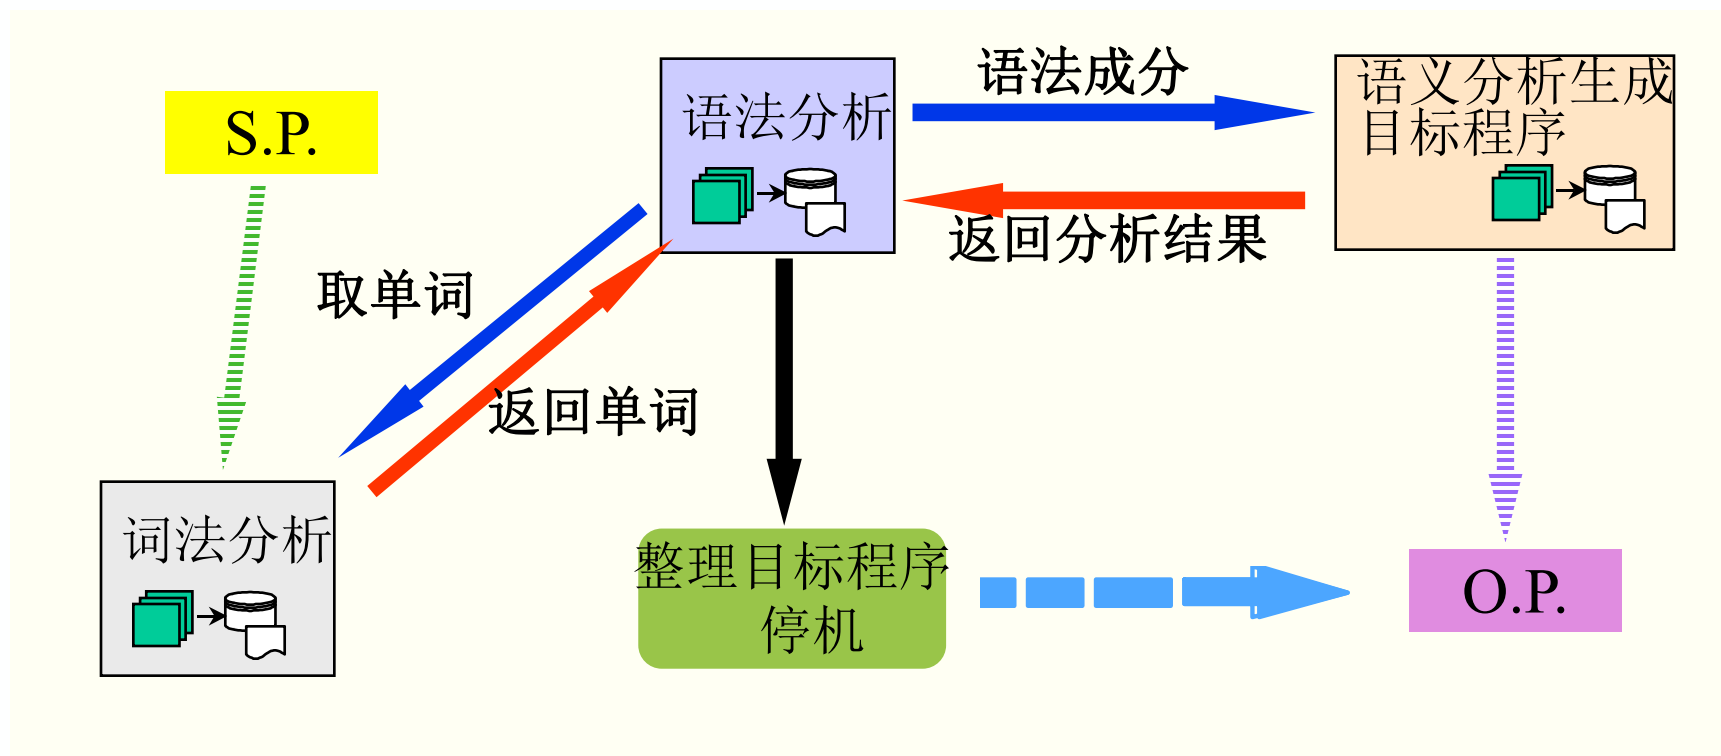 S.P.
语法分析
语法成分
语义分析生成
目标程序
返回分析结果
取单词
返回单词
词法分析
整理目标程序
停机
O.P.